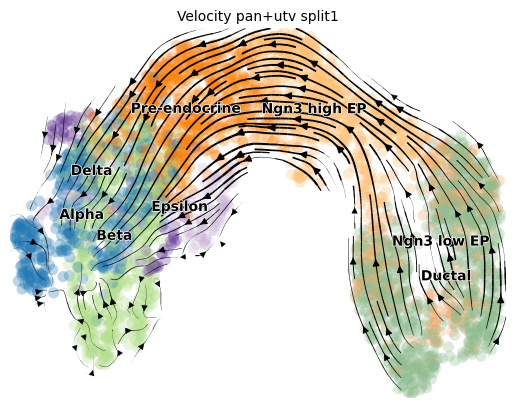 Velocity pan+utv split1
Pre-endocrine
Ngn3 high EP
Delta
Alpha
Epsilon
Beta
Ngn3 low EP
Ductal